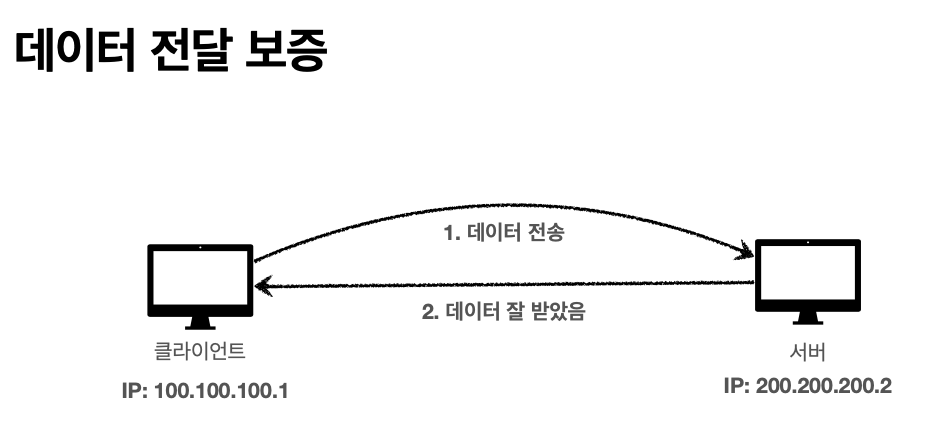 데이터 전달 보증
1. 데이터 전송
2. 데이터 잘 받았음
클라이언트
서버
IP: 100.100.100.1
IP: 200.200.200.2